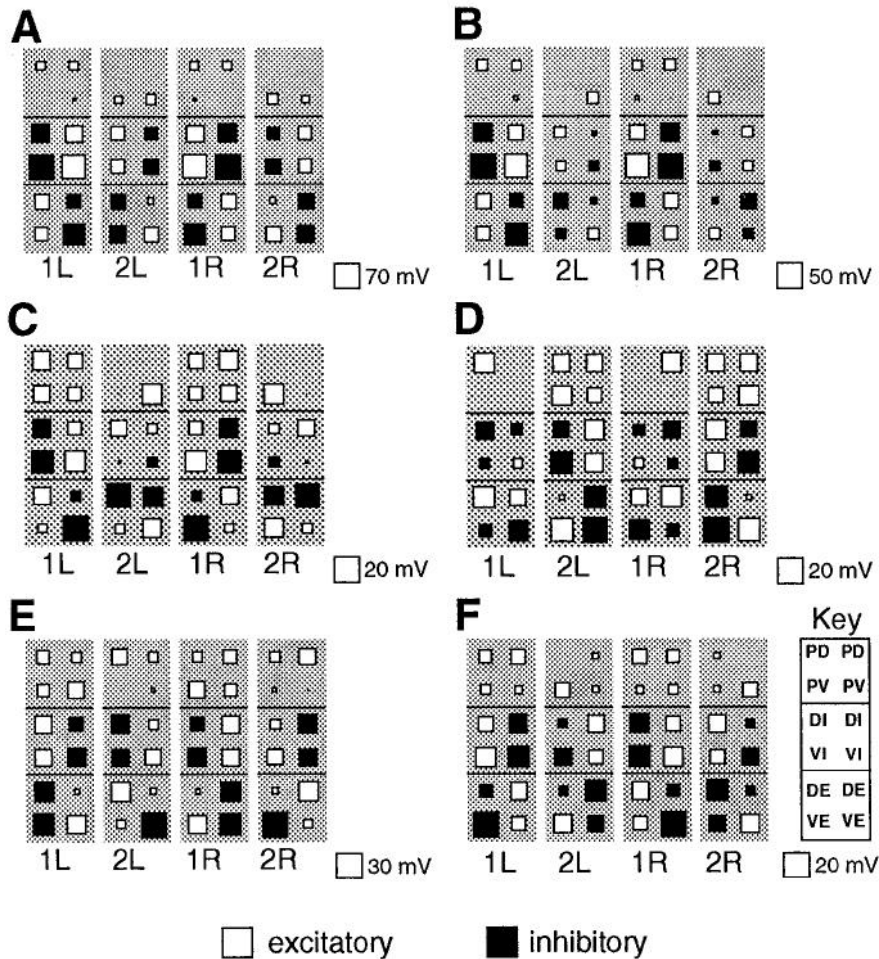 A
1L 2L 1R 2R 70 mV
B
1L 2L 1R 2R 50 mV
C
1L 2L 1R 2R 20 mV
D
1L 2L 1R 2R 20 mV
E
1L 2L 1R 2R 30 mV
F
1L 2L 1R 2R 20 mV
Key
PD PD
PV PV
DI DI
VI VI
DE DE
VE VE
excitatory inhibitory